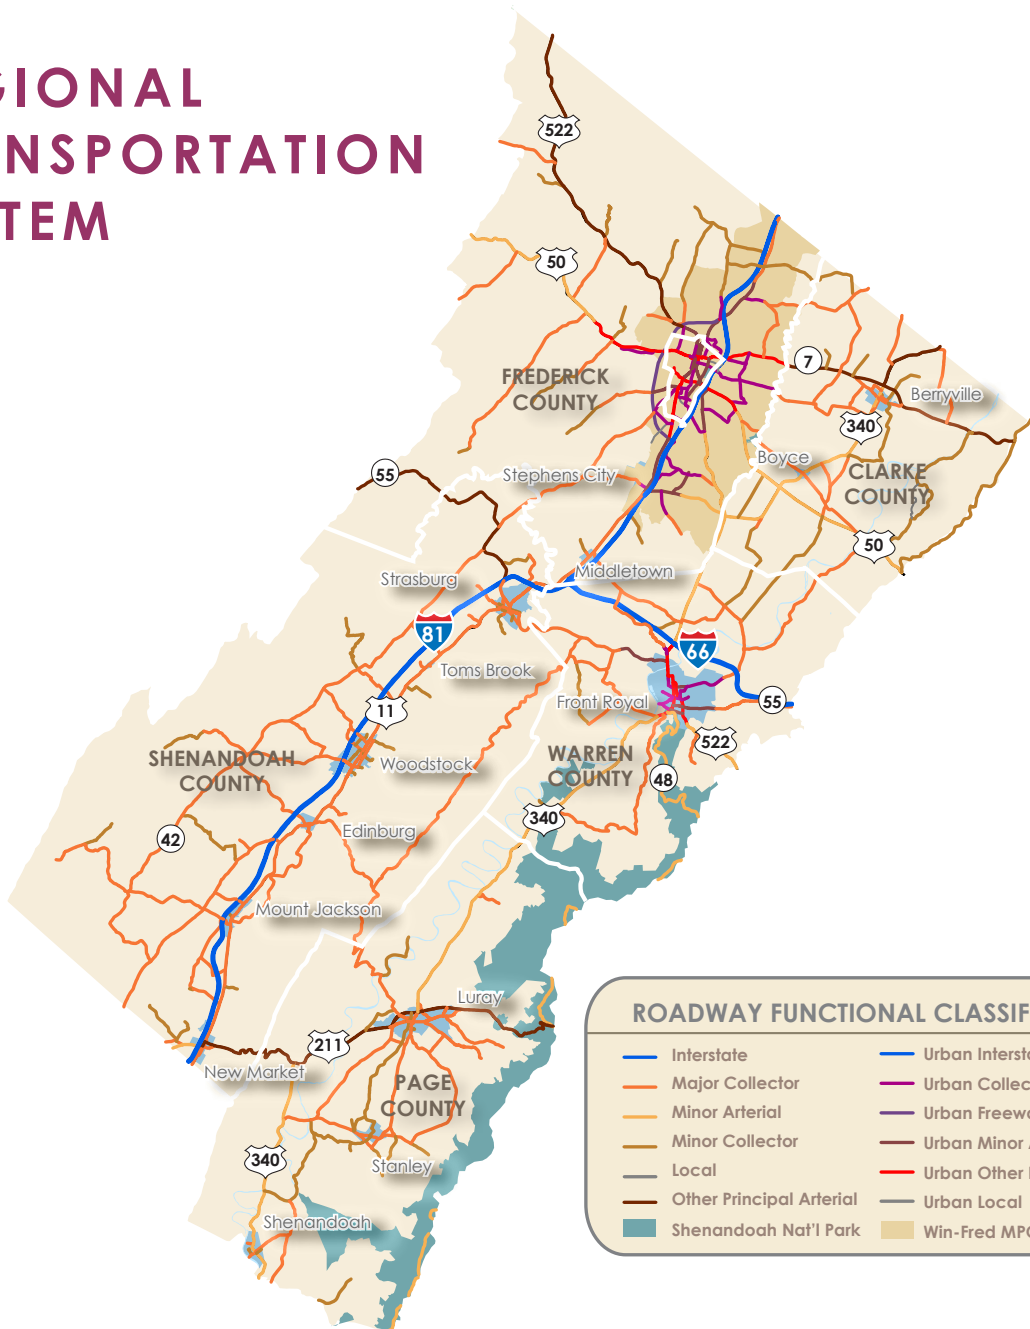 GIONAL
NSPORTATION
TEM
522
50
FREDERICK
COUNTY
7
Berryville
340
55
Stephens City
Boyce
CLARKE
COUNTY
50
Strasburg
Middletown
81
66
Toms Brook
Front Royal
55
11
522
SHENANDOAH
COUNTY
Woodstock
WARREN
COUNTY
48
340
42
Edinburg
Mount Jackson
Luray
211
New Market
PAGE
COUNTY
340
Stanley
Shenandoah
ROADWAY FUNCTIONAL CLASSIF
Interstate
Major Collector
Minor Arterial
Minor Collector
Local
Other Principal Arterial
Shenandoah Nat'l Park
Urban Interst
Urban Collec
Urban Freew
Urban Minor
Urban Other
Urban Local
Win-Fred MP